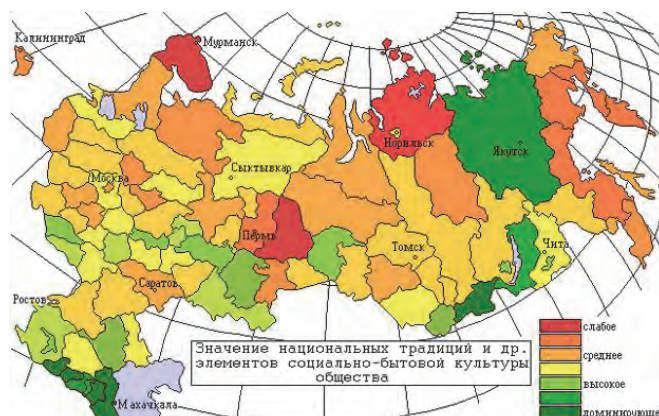 Калининград
Мурманск
Норильск
Якутск
Сыктывкар
Москва
Пермь
Томск
Чита
Саратов
Ростов
Махачкала
Значение национальных традиций и др.
элементов социально-бытовой культуры
общества
слабое
среднее
высокое
доминирующее